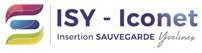 ISY - Iconet
Insertion SAUVEGARDE Yvelines